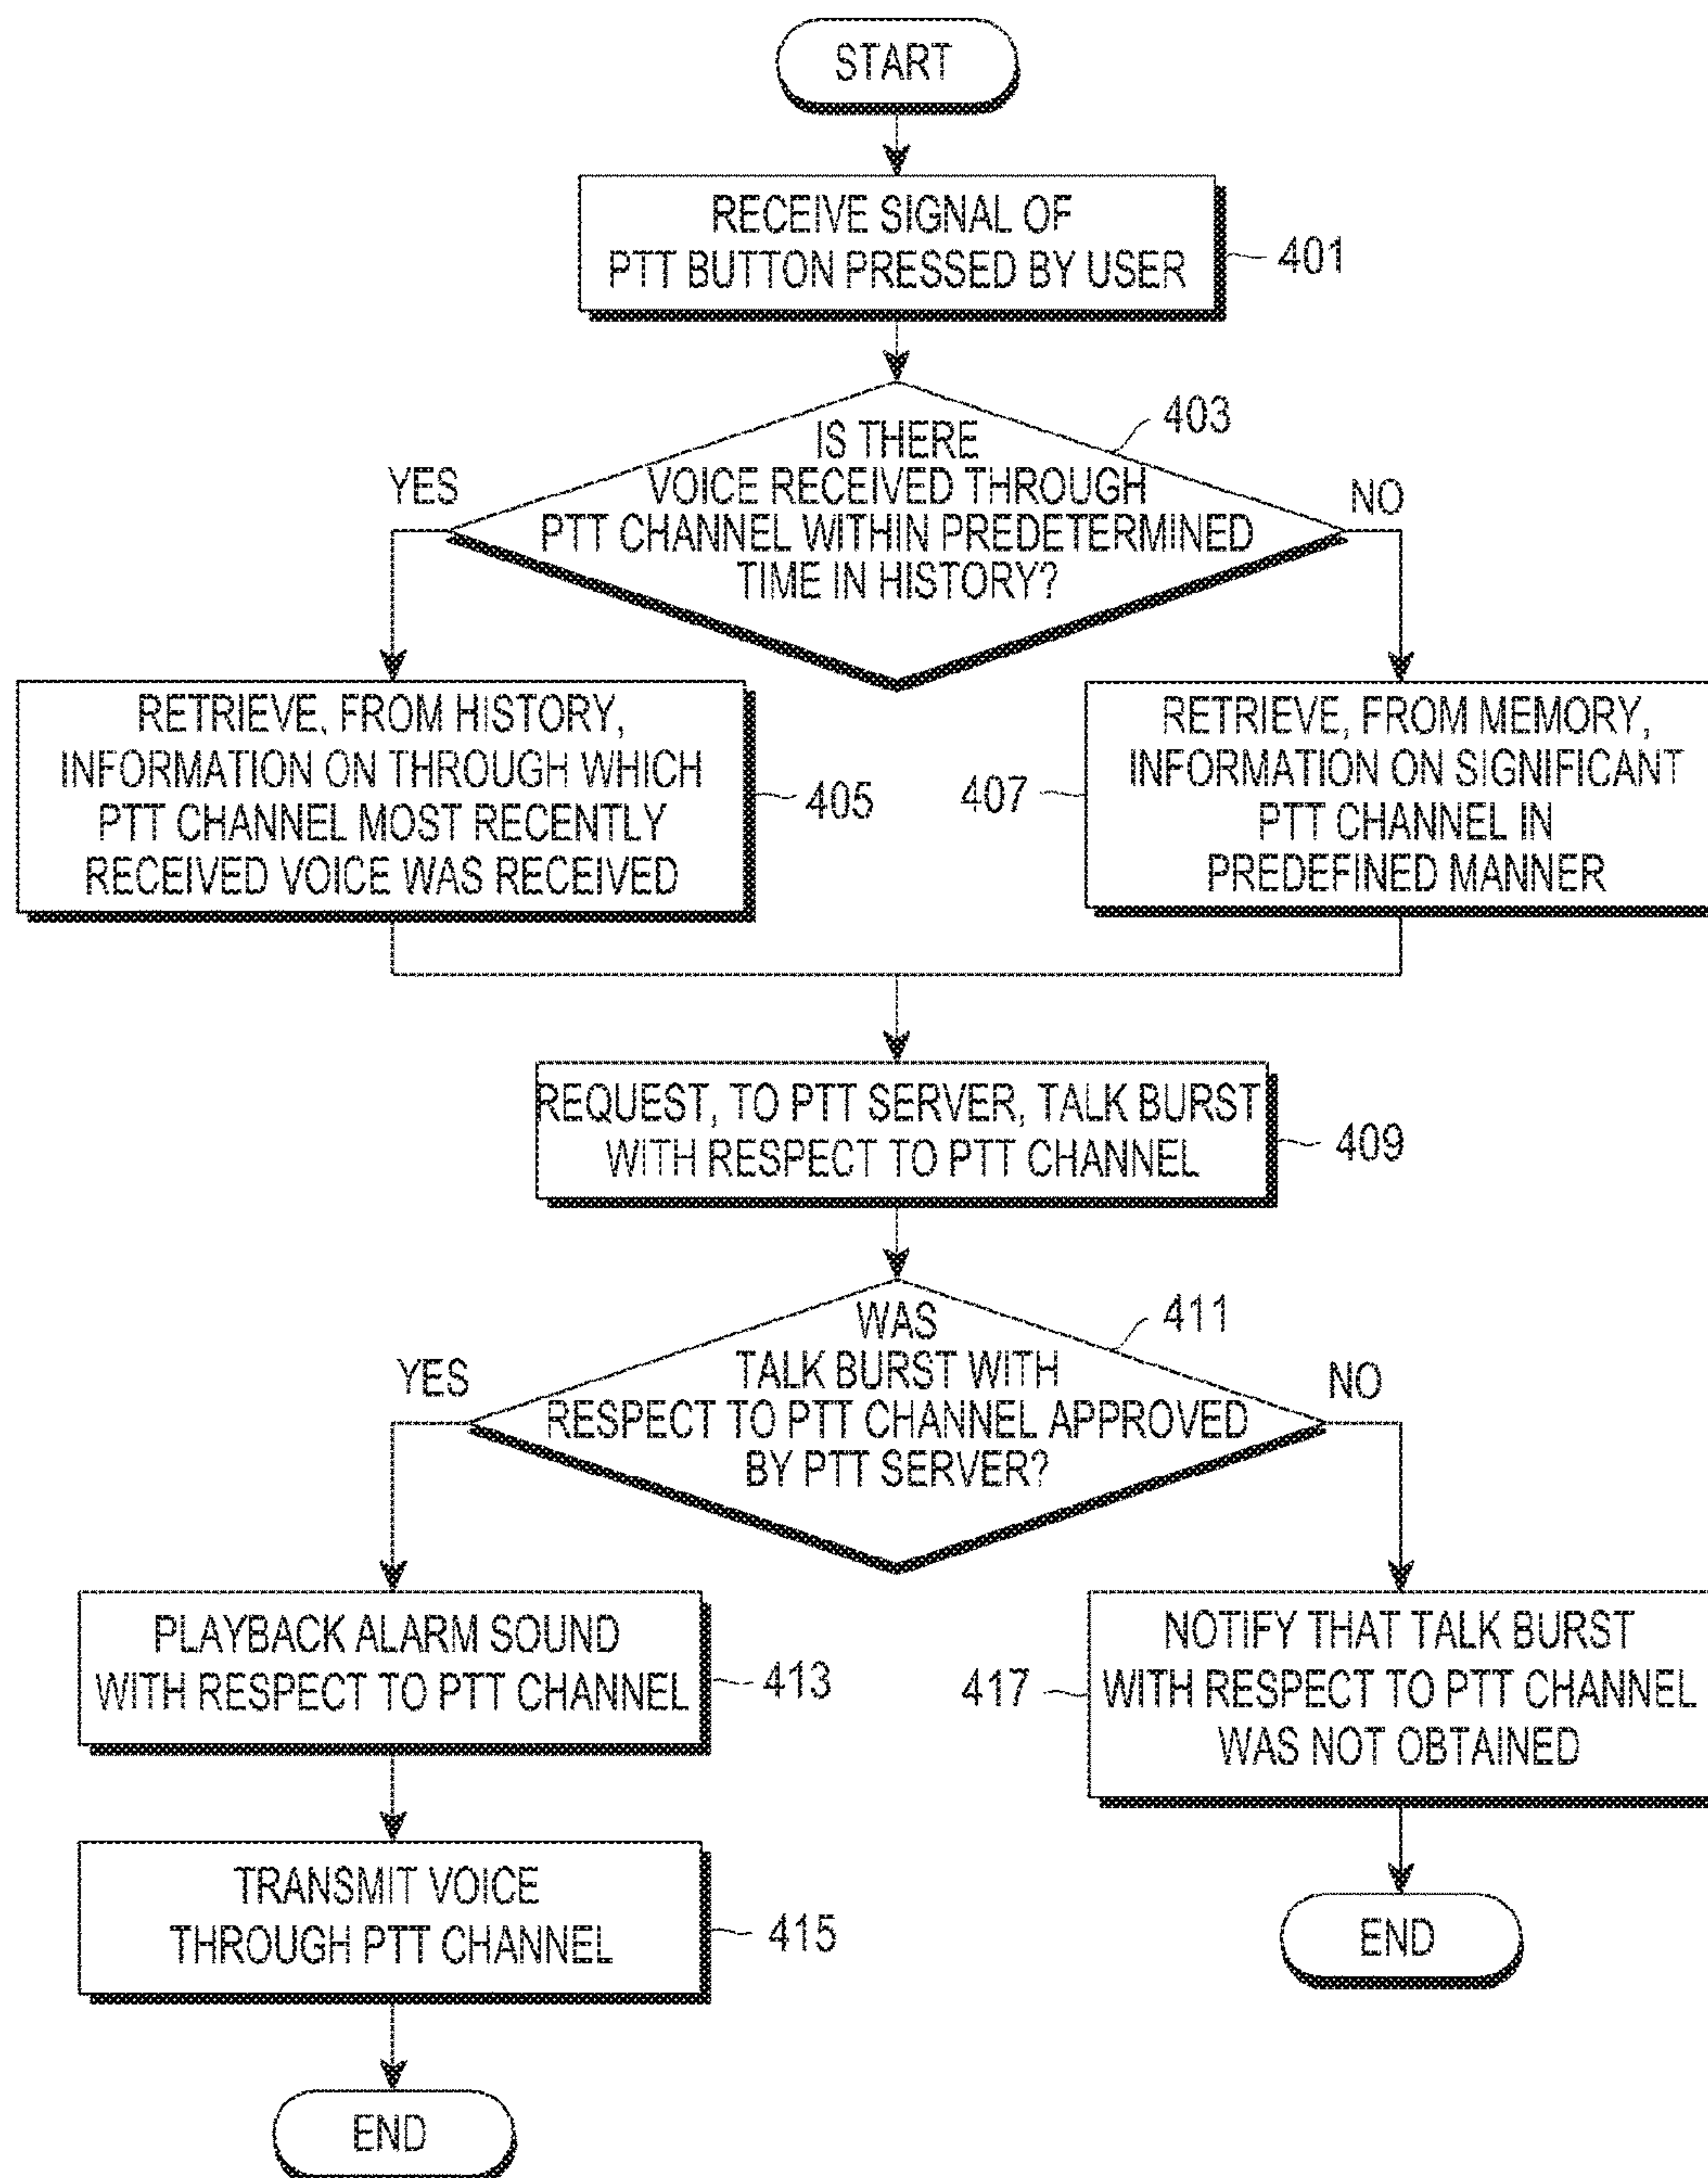 START
RECEIVE SIGNAL OF
PTT BUTTON PRESSED BY USER
401
403
IS THERE
VOICE RECEIVED THROUGH
PTT CHANNEL WITHIN PREDETERMINED
TIME IN HISTORY?
YES
NO
RETRIEVE, FROM HISTORY,
INFORMATION ON THROUGH WHICH
PTT CHANNEL MOST RECENTLY
RECEIVED VOICE WAS RECEIVED
405
407
RETRIEVE, FROM MEMORY,
INFORMATION ON SIGNIFICANT
PTT CHANNEL IN
PREDEFINED MANNER
REQUEST, TO PTT SERVER, TALK BURST
WITH RESPECT TO PTT CHANNEL
409
411
WAS
TALK BURST WITH
RESPECT TO PTT CHANNEL APPROVED
BY PTT SERVER?
YES
NO
PLAYBACK ALARM SOUND
WITH RESPECT TO PTT CHANNEL
413
417
NOTIFY THAT TALK BURST
WITH RESPECT TO PTT CHANNEL
WAS NOT OBTAINED
TRANSMIT VOICE
THROUGH PTT CHANNEL
415
END
END